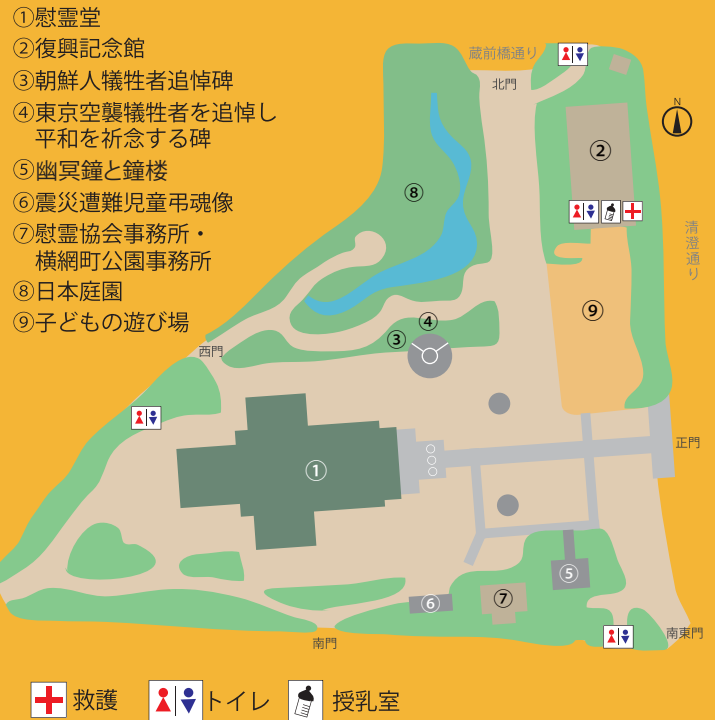 ①慰霊堂
②復興記念館
③朝鮮人犠牲者追悼碑
④東京空襲犠牲者を追悼し
平和を祈念する碑
⑤幽冥鐘と鐘楼
⑥震災遭難児童弔魂像
⑦慰霊協会事務所・
横網町公園事務所
⑧日本庭園
⑨子どもの遊び場
蔵前橋通り
北門
N
②
⑧
清澄通り
⑨
④
③
西門
正門
①
⑤
⑦
⑥
南東門
南門
救護
トイレ
授乳室